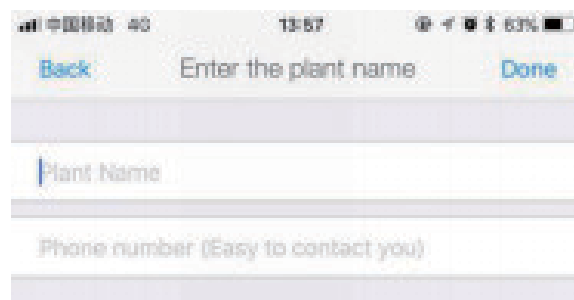 中国移动 4G 13:57 63%
Back Enter the plant name Done
Plant Name
Phone number (Easy to contact you)